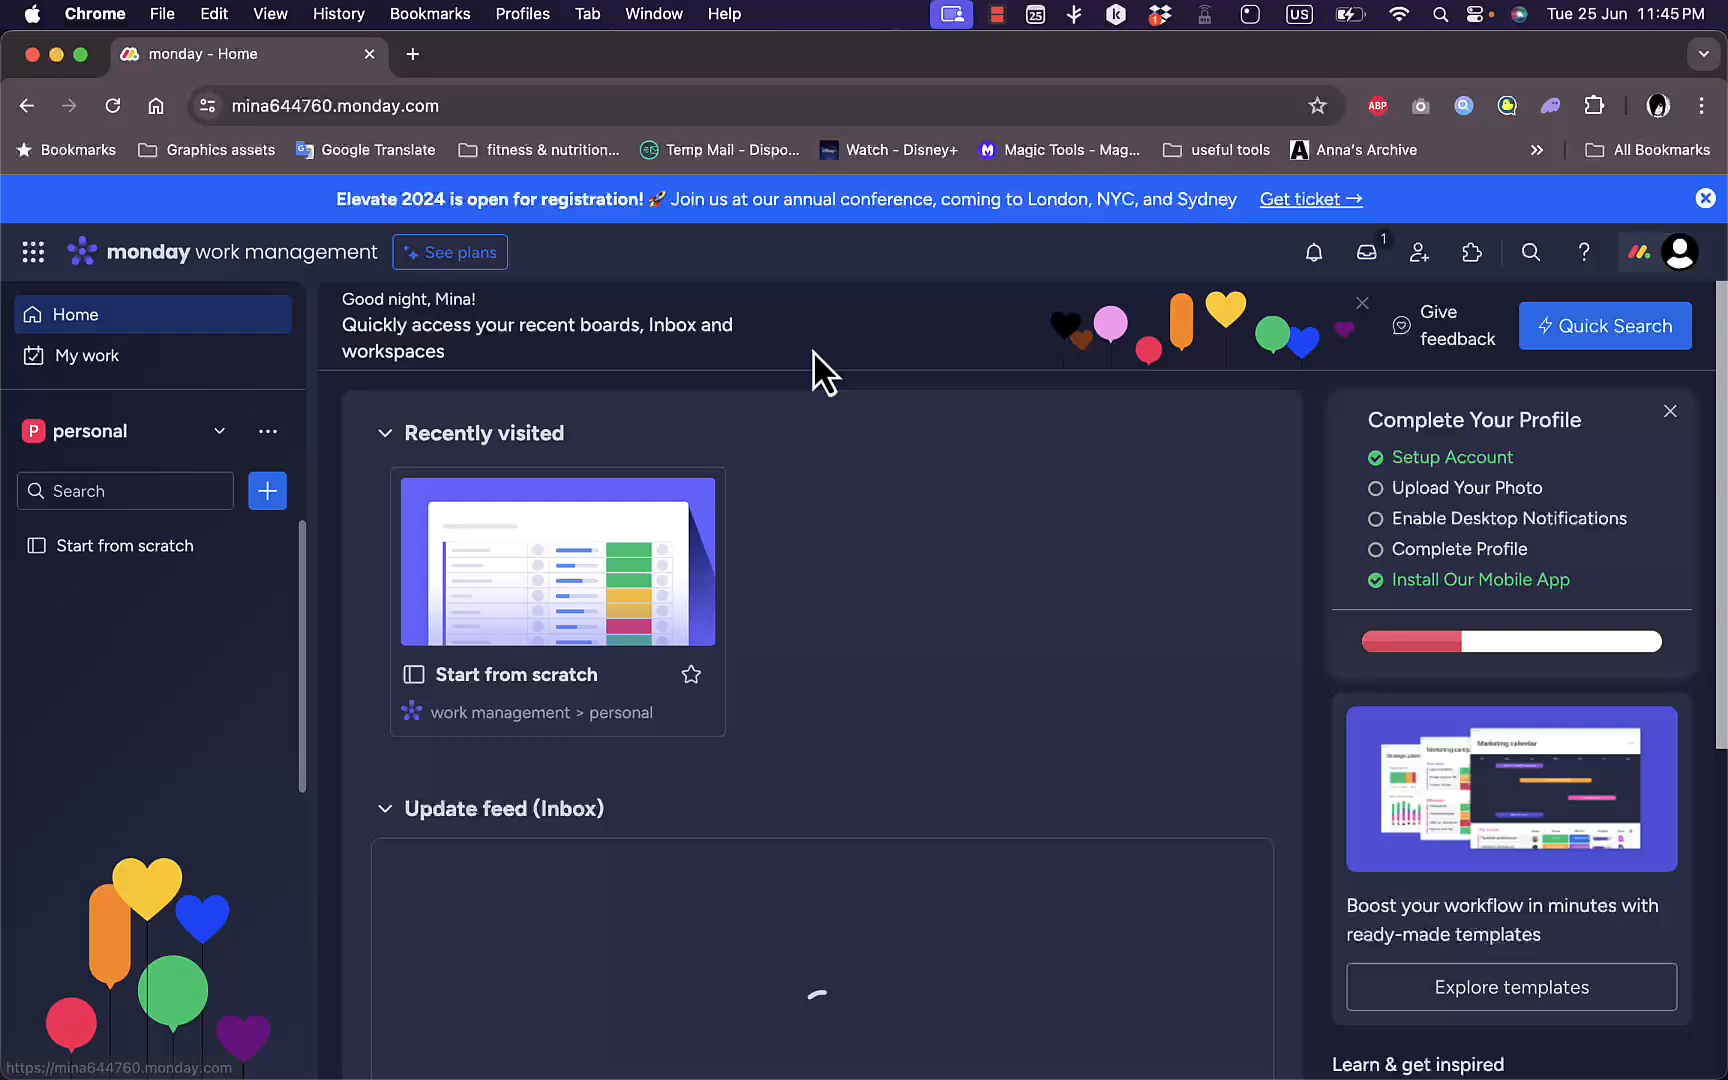 Chrome File Edit View History Bookmarks Profiles Tab Window Help
25 1 US Tue 25 Jun 11:45 PM
monday - Home
mina644760.monday.com
ABP
Bookmarks Graphics assets Google Translate fitness & nutrition... Temp Mail - Dispo... Watch - Disney+ Magic Tools - Mag... useful tools Anna's Archive All Bookmarks
Elevate 2024 is open for registration! 🚀 Join us at our annual conference, coming to London, NYC, and Sydney Get ticket →
monday work management See plans
1
Home
My work
P personal
Search
Start from scratch
Good night, Mina!
Quickly access your recent boards, Inbox and
workspaces
Give
feedback
Quick Search
Recently visited
Start from scratch
work management > personal
Update feed (Inbox)
Complete Your Profile
Setup Account
Upload Your Photo
Enable Desktop Notifications
Complete Profile
Install Our Mobile App
Marketing calendar
Boost your workflow in minutes with
ready-made templates
Explore templates
Learn & get inspired
https://mina644760.monday.com